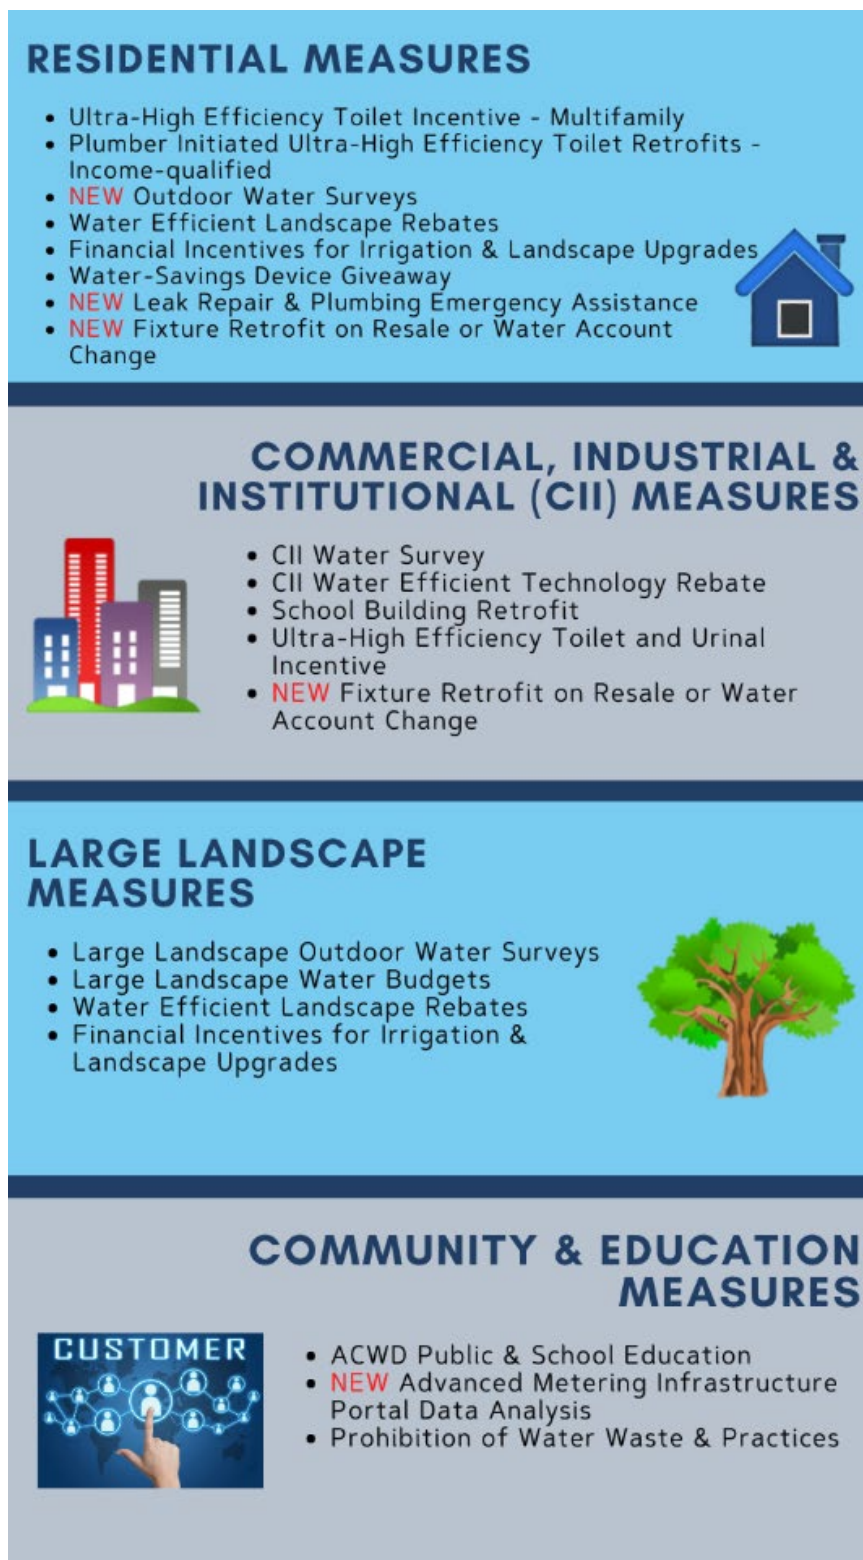 RESIDENTIAL MEASURES
• Ultra-High Efficiency Toilet Incentive - Multifamily
• Plumber Initiated Ultra-High Efficiency Toilet Retrofits -
Income-qualified
• NEW Outdoor Water Surveys
• Water Efficient Landscape Rebates
• Financial Incentives for Irrigation & Landscape Upgrades
• Water-Savings Device Giveaway
• NEW Leak Repair & Plumbing Emergency Assistance
• NEW Fixture Retrofit on Resale or Water Account
Change
COMMERCIAL, INDUSTRIAL &
INSTITUTIONAL (CII) MEASURES
• CII Water Survey
• CII Water Efficient Technology Rebate
• School Building Retrofit
• Ultra-High Efficiency Toilet and Urinal
Incentive
• NEW Fixture Retrofit on Resale or Water
Account Change
LARGE LANDSCAPE
MEASURES
• Large Landscape Outdoor Water Surveys
• Large Landscape Water Budgets
• Water Efficient Landscape Rebates
• Financial Incentives for Irrigation &
Landscape Upgrades
COMMUNITY & EDUCATION
MEASURES
CUSTOMER
• ACWD Public & School Education
• NEW Advanced Metering Infrastructure
Portal Data Analysis
• Prohibition of Water Waste & Practices